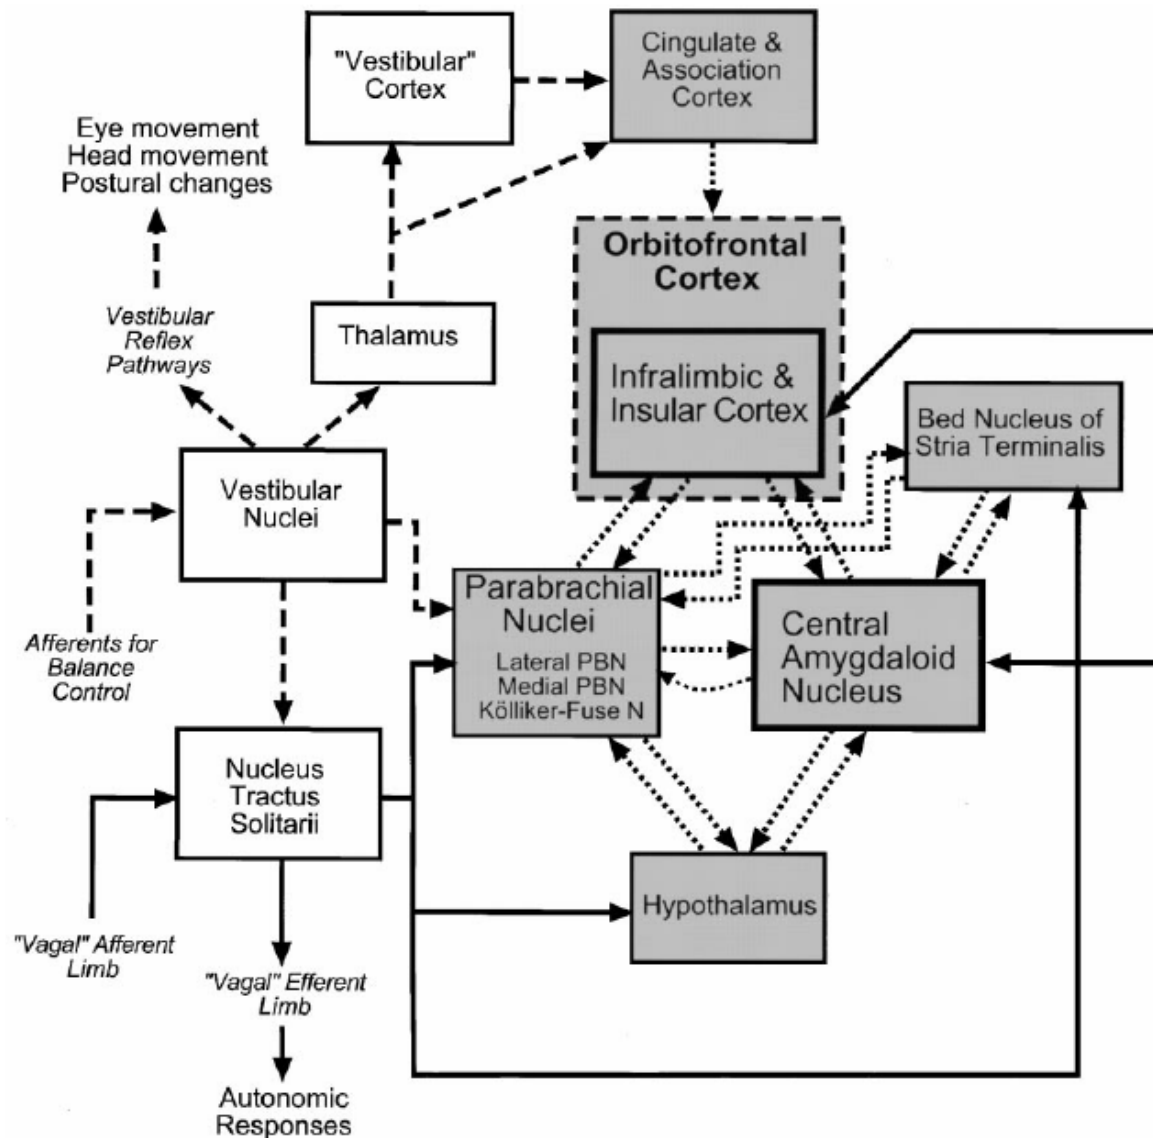 "Vestibular"
Cortex
Cingulate &
Association
Cortex
Eye movement
Head movement
Postural changes
Orbitofrontal
Cortex
Vestibular
Reflex
Pathways
Thalamus
Infralimbic &
Insular Cortex
Bed Nucleus of
Stria Terminalis
Vestibular
Nuclei
Parabrachial
Nuclei
Lateral PBN
Medial PBN
Kölliker-Fuse N
Central
Amygdaloid
Nucleus
Afferents for
Balance
Control
Nucleus
Tractus
Solitarii
Hypothalamus
"Vagal" Afferent
Limb
"Vagal" Efferent
Limb
Autonomic
Responses